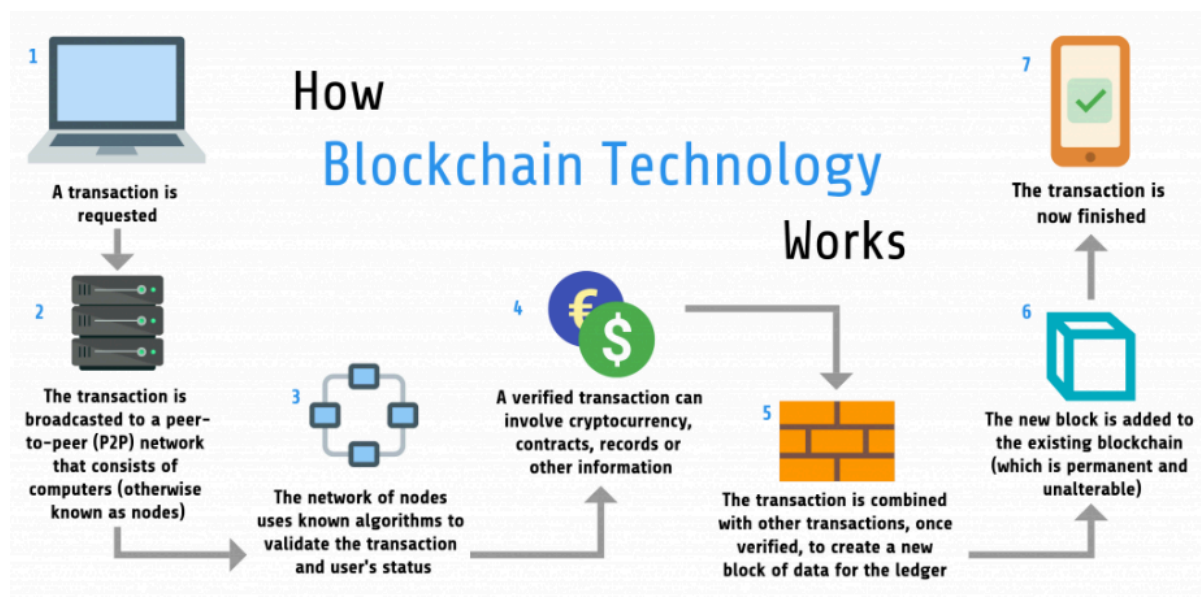 How
Blockchain Technology
Works
1
A transaction is
requested
2
The transaction is
broadcasted to a peer-
to-peer (P2P) network
that consists of
computers (otherwise
known as nodes)
3
The network of nodes
uses known algorithms to
validate the transaction
and user's status
4
€
$
A verified transaction can
involve cryptocurrency,
contracts, records or
other information
5
The transaction is combined
with other transactions, once
verified, to create a new
block of data for the ledger
6
The new block is added to
the existing blockchain
(which is permanent and
unalterable)
7
The transaction is
now finished